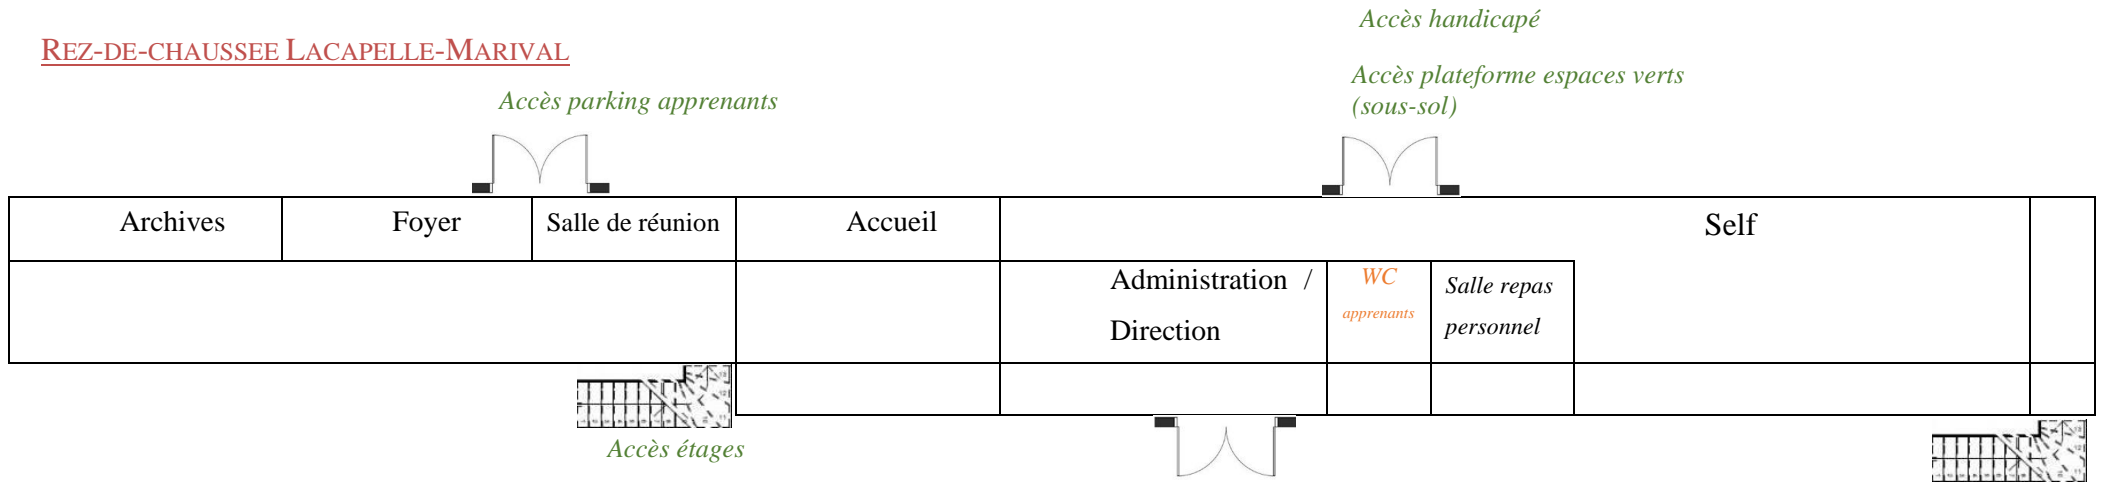 Accès handicapé
REZ-DE-CHAUSSEE LACAPELLE-MARIVAL
Accès plateforme espaces verts
(sous-sol)
Accès parking apprenants
Archives
Foyer
Salle de réunion
Accueil
Self
Administration /
Direction
WC
apprenants
Salle repas
personnel
Accès étages